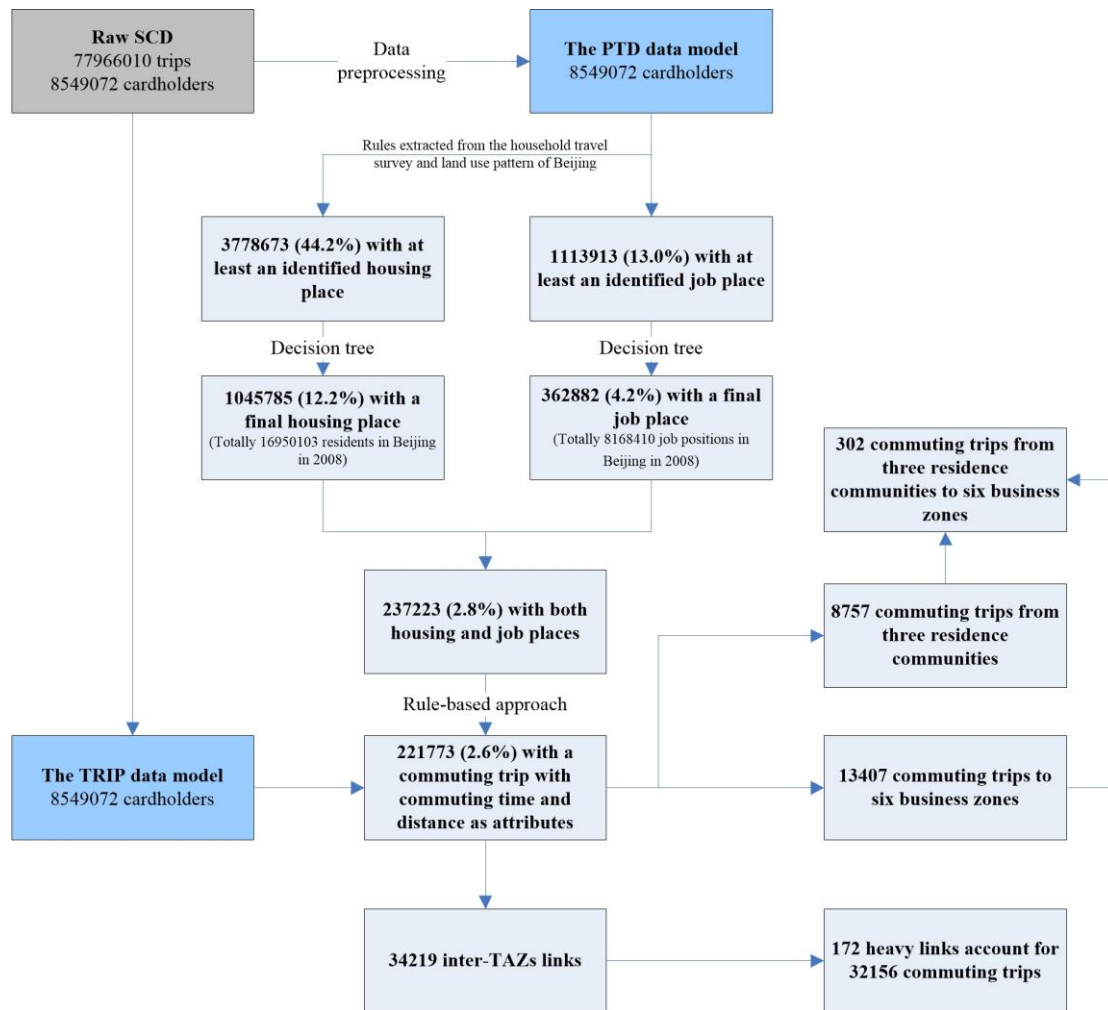 Raw SCD
77966010 trips
8549072 cardholders
Data
preprocessing
The PTD data model
8549072 cardholders
Rules extracted from the household travel
survey and land use pattern of Beijing
3778673 (44.2%) with at
least an identified housing
place
1113913 (13.0%) with at
least an identified job place
Decision tree
Decision tree
1045785 (12.2%) with a
final housing place
(Totally 16950103 residents in Beijing
in 2008)
362882 (4.2%) with a final
job place
(Totally 8168410 job positions in
Beijing in 2008)
302 commuting trips from
three residence
communities to six business
zones
237223 (2.8%) with both
housing and job places
8757 commuting trips from
three residence
communities
Rule-based approach
The TRIP data model
8549072 cardholders
221773 (2.6%) with a
commuting trip with
commuting time and
distance as attributes
13407 commuting trips to
six business zones
34219 inter-TAZs links
172 heavy links account for
32156 commuting trips